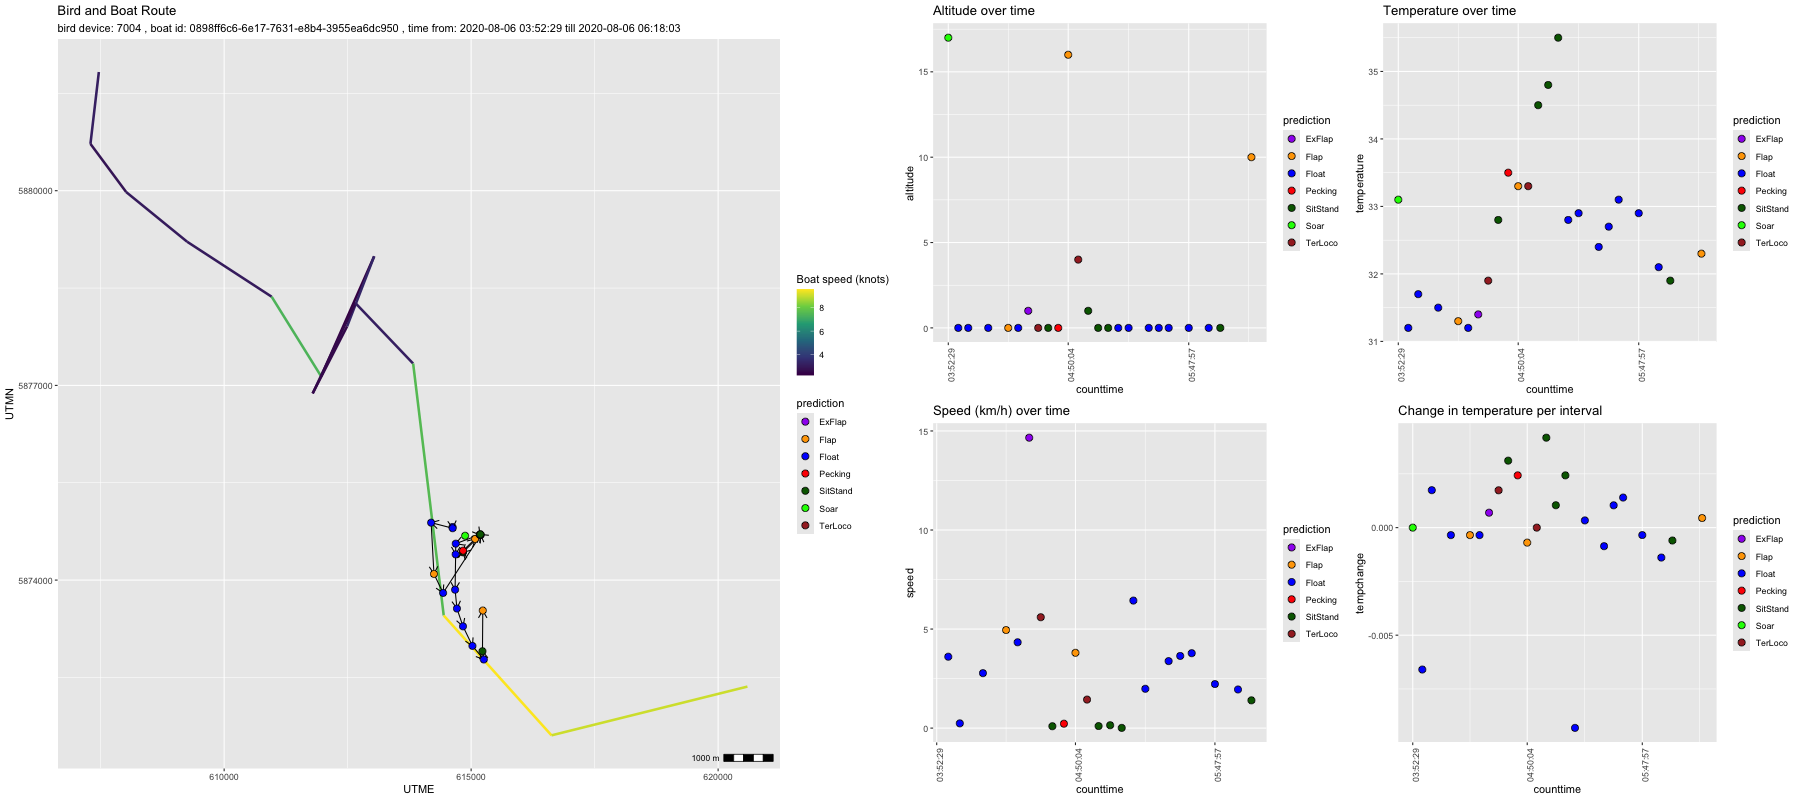 Bird and Boat Route
bird device: 7004 , boat id: 0898ff6c6-6e17-7631-e8b4-3955ea6dc950 , time from: 2020-08-06 03:52:29 till 2020-08-06 06:18:03
5880000
5877000
5874000
UTMN
610000
615000
620000
UTME
1000 m
Boat speed (knots)
8
6
4
prediction
ExFlap
Flap
Float
Pecking
SitStand
Soar
TerLoco
Altitude over time
15
10
5
0
altitude
03:52:29
04:50:04
05:47:57
counttime
prediction
ExFlap
Flap
Float
Pecking
SitStand
Soar
TerLoco
Temperature over time
35
34
33
32
31
temperature
03:52:29
04:50:04
05:47:57
counttime
prediction
ExFlap
Flap
Float
Pecking
SitStand
Soar
TerLoco
Speed (km/h) over time
15
10
5
0
speed
03:52:29
04:50:04
05:47:57
counttime
prediction
ExFlap
Flap
Float
Pecking
SitStand
TerLoco
Change in temperature per interval
0.000
-0.005
tempchange
03:52:29
04:50:04
05:47:57
counttime
prediction
ExFlap
Flap
Float
Pecking
SitStand
Soar
TerLoco